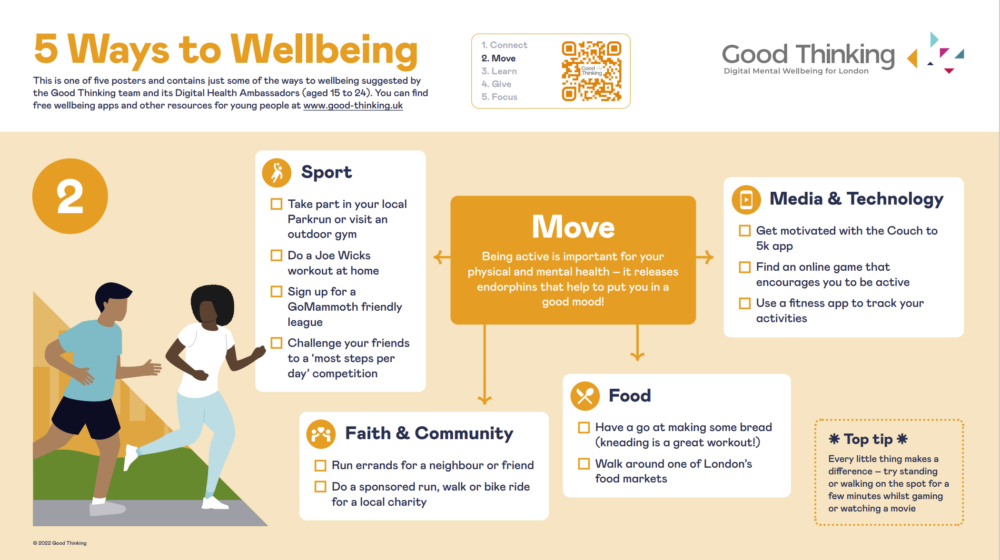 5 Ways to Wellbeing
This is one of five posters and contains just some of the ways to wellbeing suggested by
the Good Thinking team and its Digital Health Ambassadors (aged 15 to 24). You can find
free wellbeing apps and other resources for young people at www.good-thinking.uk
1. Connect
2. Move
3. Learn
4. Give
5. Focus
Good
Thinking
Good Thinking
Digital Mental Wellbeing for London
2
Sport
Take part in your local
Parkrun or visit an
outdoor gym
Do a Joe Wicks
workout at home
Sign up for a
GoMammoth friendly
league
Challenge your friends
to a ‘most steps per
day’ competition
Move
Being active is important for your
physical and mental health – it releases
endorphins that help to put you in a
good mood!
Media & Technology
Get motivated with the Couch to
5k app
Find an online game that
encourages you to be active
Use a fitness app to track your
activities
Faith & Community
Run errands for a neighbour or friend
Do a sponsored run, walk or bike ride
for a local charity
Food
Have a go at making some bread
(kneading is a great workout!)
Walk around one of London’s
food markets
✱ Top tip ✱
Every little thing makes a
difference – try standing
or walking on the spot for a
few minutes whilst gaming
or watching a movie
© 2022 Good Thinking